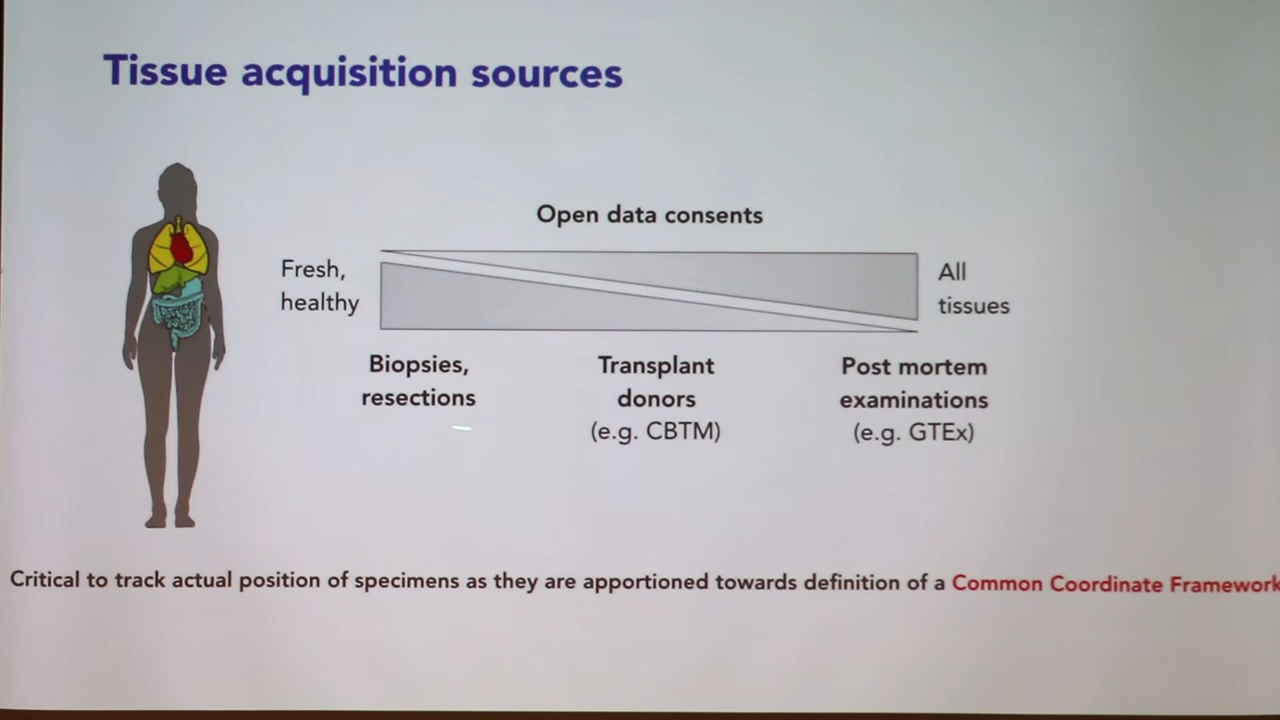 Tissue acquisition sources
Open data consents
Fresh,
healthy
All
tissues
Biopsies,
resections
Transplant
donors
(e.g. CBTM)
Post mortem
examinations
(e.g. GTEx)
Critical to track actual position of specimens as they are apportioned towards definition of a Common Coordinate Framework